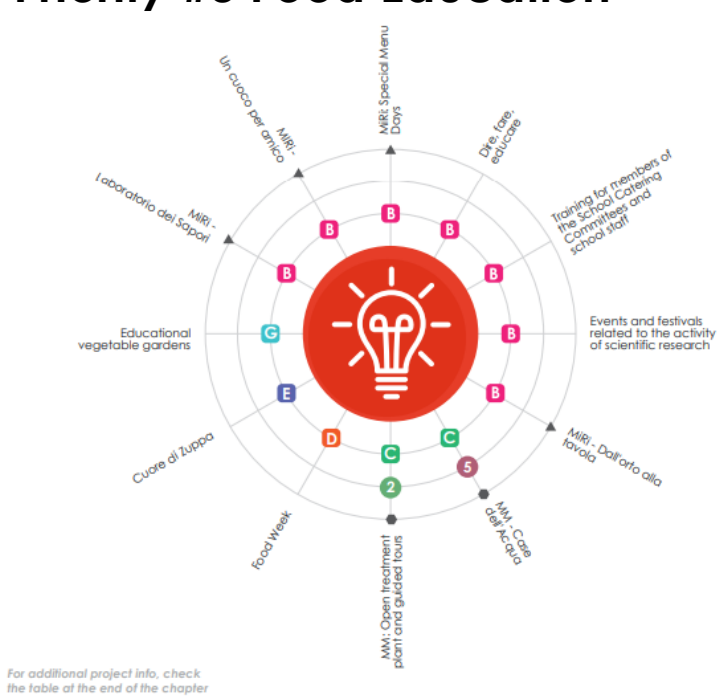 Priority Food Education
MiRi: Special Menu
Days
Dire, fare,
educare
Training for members of
the School Catering
Committees and
school staff
Events and festivals
related to the activity
of scientific research
MiRi - Dall'orto alla
tavola
MM - Case
dell'Acqua
MM: Open treatment
plant and guided tours
Food Week
Cuore di Zuppa
Educational
vegetable gardens
MiRi -
Laboratorio dei Sapori
MiRi -
Un cuoco per amico
B
B
B
B
B
B
C
5
C
2
D
E
G
B
B
For additional project info, check
the table at the end of the chapter